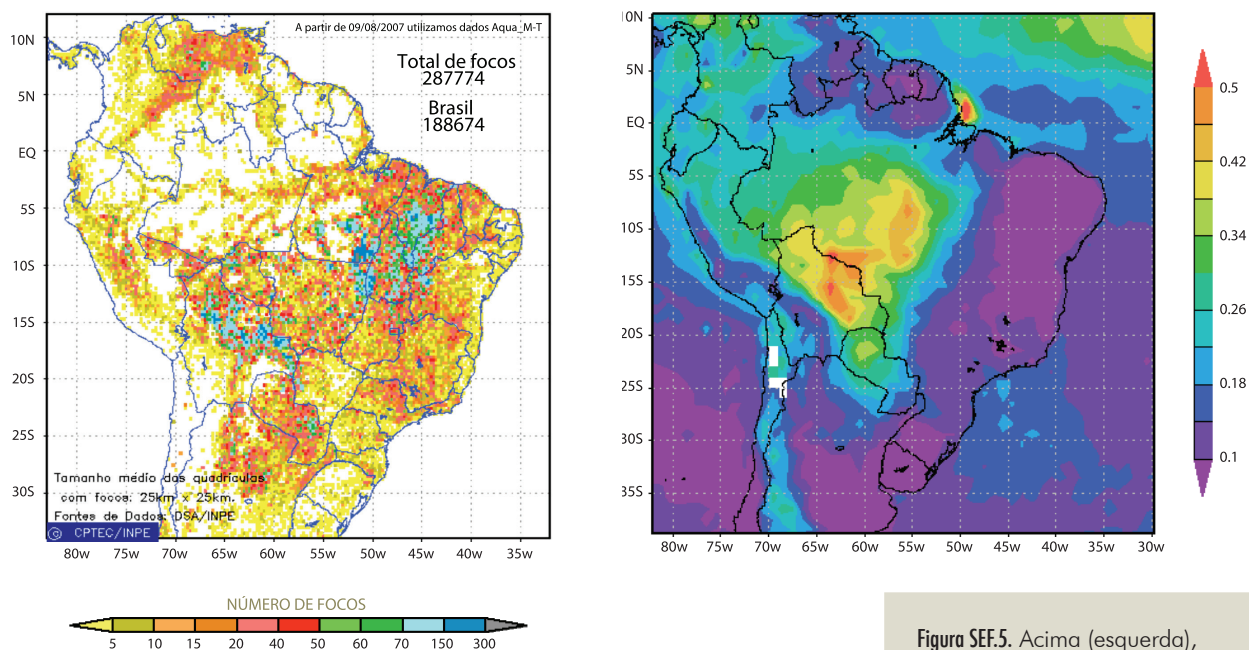 A partir de 09/08/2007 utilizamos dados Aqua_M-T
Total de focos
287774
Brasil
188674
10N
5N
EQ
5S
10S
15S
20S
25S
30S
Tamanho médio das quadrículas
com focos: 25km x 25km.
Fontes de Dados: DSA/INPE
© CPTEC/INPE
80W 75W 70W 65W 60W 55W 50W 45W 40W 35W
NÚMERO DE FOCOS
5 10 15 20 40 50 60 70 150 300
10N
5N
EQ
5S
10S
15S
20S
25S
30S
35S
80W 75W 70W 65W 60W 55W 50W 45W 40W 35W 30W
0.5
0.42
0.34
0.26
0.18
0.1
Figura SEF.5. Acima (esquerda),